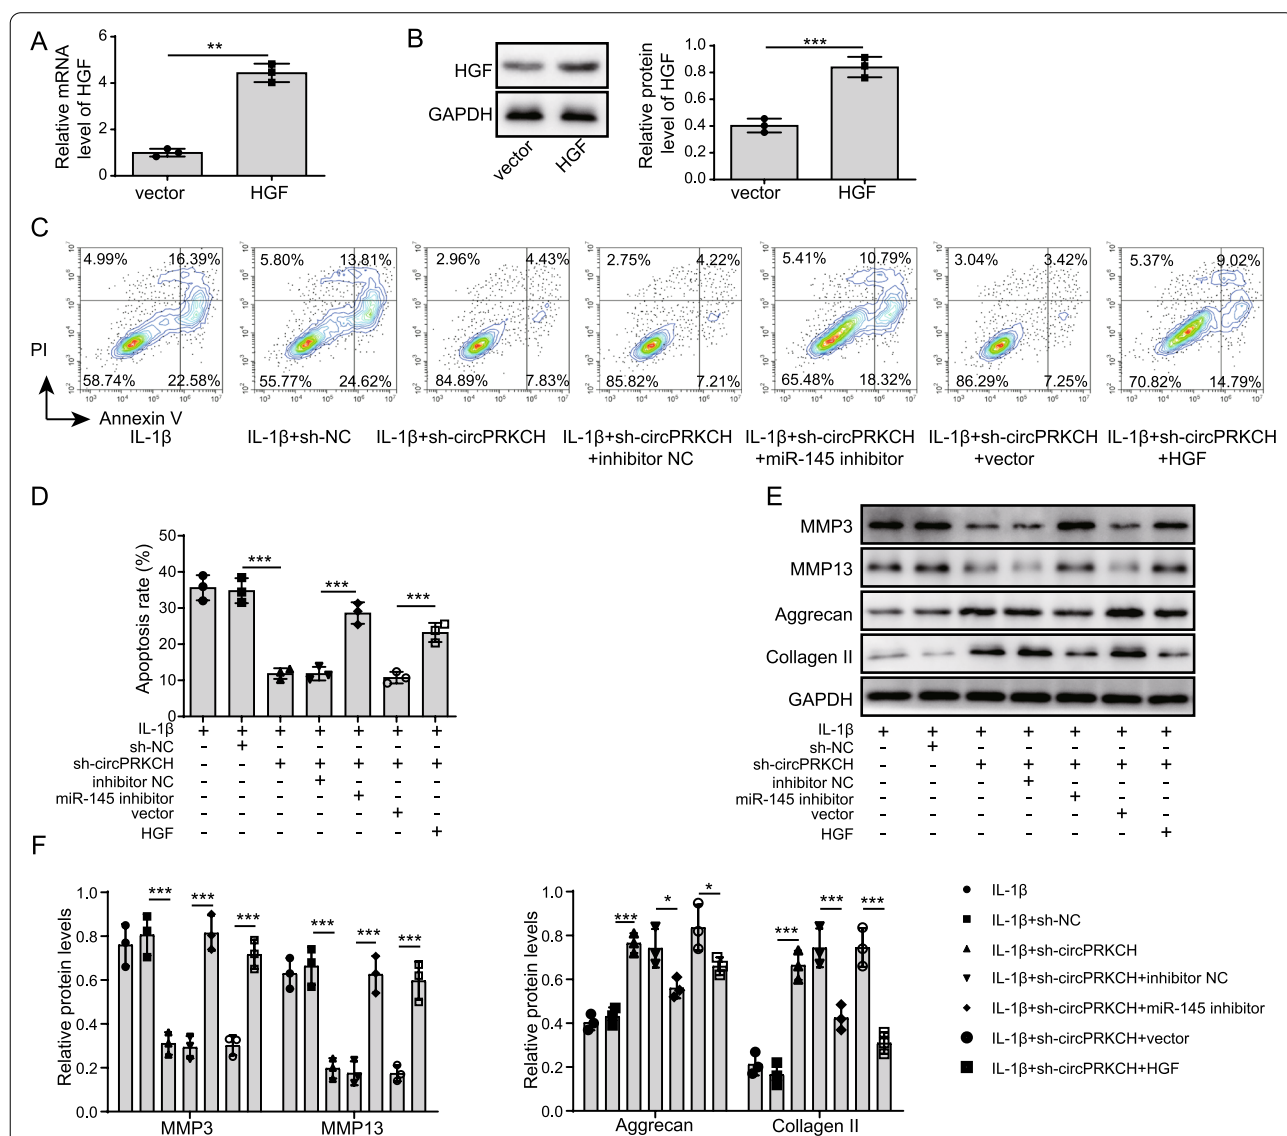 A
Relative mRNA
level of HGF
6
4
2
0
**
vector
HGF
B
HGF
GAPDH
vector
HGF
Relative protein
level of HGF
1.0
0.8
0.6
0.4
0.2
0.0
***
vector
HGF
C
PI
Annexin V
4.99% 16.39%
58.74% 22.58%
IL-1β
5.80% 13.81%
55.77% 24.62%
IL-1β+sh-NC
2.96% 4.43%
84.89% 7.83%
IL-1β+sh-circPRKCH
2.75% 4.22%
85.82% 7.21%
IL-1β+sh-circPRKCH
+inhibitor NC
5.41% 10.79%
65.48% 18.32%
IL-1β+sh-circPRKCH
+miR-145 inhibitor
3.04% 3.42%
86.29% 7.25%
IL-1β+sh-circPRKCH
+vector
5.37% 9.02%
70.82% 14.79%
IL-1β+sh-circPRKCH
+HGF
D
Apoptosis rate (%)
50
40
30
20
10
0
*** *** ***
IL-1β + + + + + + +
sh-NC - + - - - - -
sh-circPRKCH - - + + + + +
inhibitor NC - - - + - - -
miR-145 inhibitor - - - - + - -
vector - - - - - + -
HGF - - - - - - +
E
MMP3
MMP13
Aggrecan
Collagen II
GAPDH
IL-1β + + + + + + +
sh-NC - + - - - - -
sh-circPRKCH - - + + + + +
inhibitor NC - - - + - - -
miR-145 inhibitor - - - - + - -
vector - - - - - + -
HGF - - - - - - +
F
Relative protein levels
1.0
0.8
0.6
0.4
0.2
0.0
*** *** *** *** *** ***
MMP3 MMP13
Relative protein levels
1.0
0.8
0.6
0.4
0.2
0.0
*** * * *** *** ***
Aggrecan Collagen II
IL-1β
IL-1β+sh-NC
IL-1β+sh-circPRKCH
IL-1β+sh-circPRKCH+inhibitor NC
IL-1β+sh-circPRKCH+miR-145 inhibitor
IL-1β+sh-circPRKCH+vector
IL-1β+sh-circPRKCH+HGF